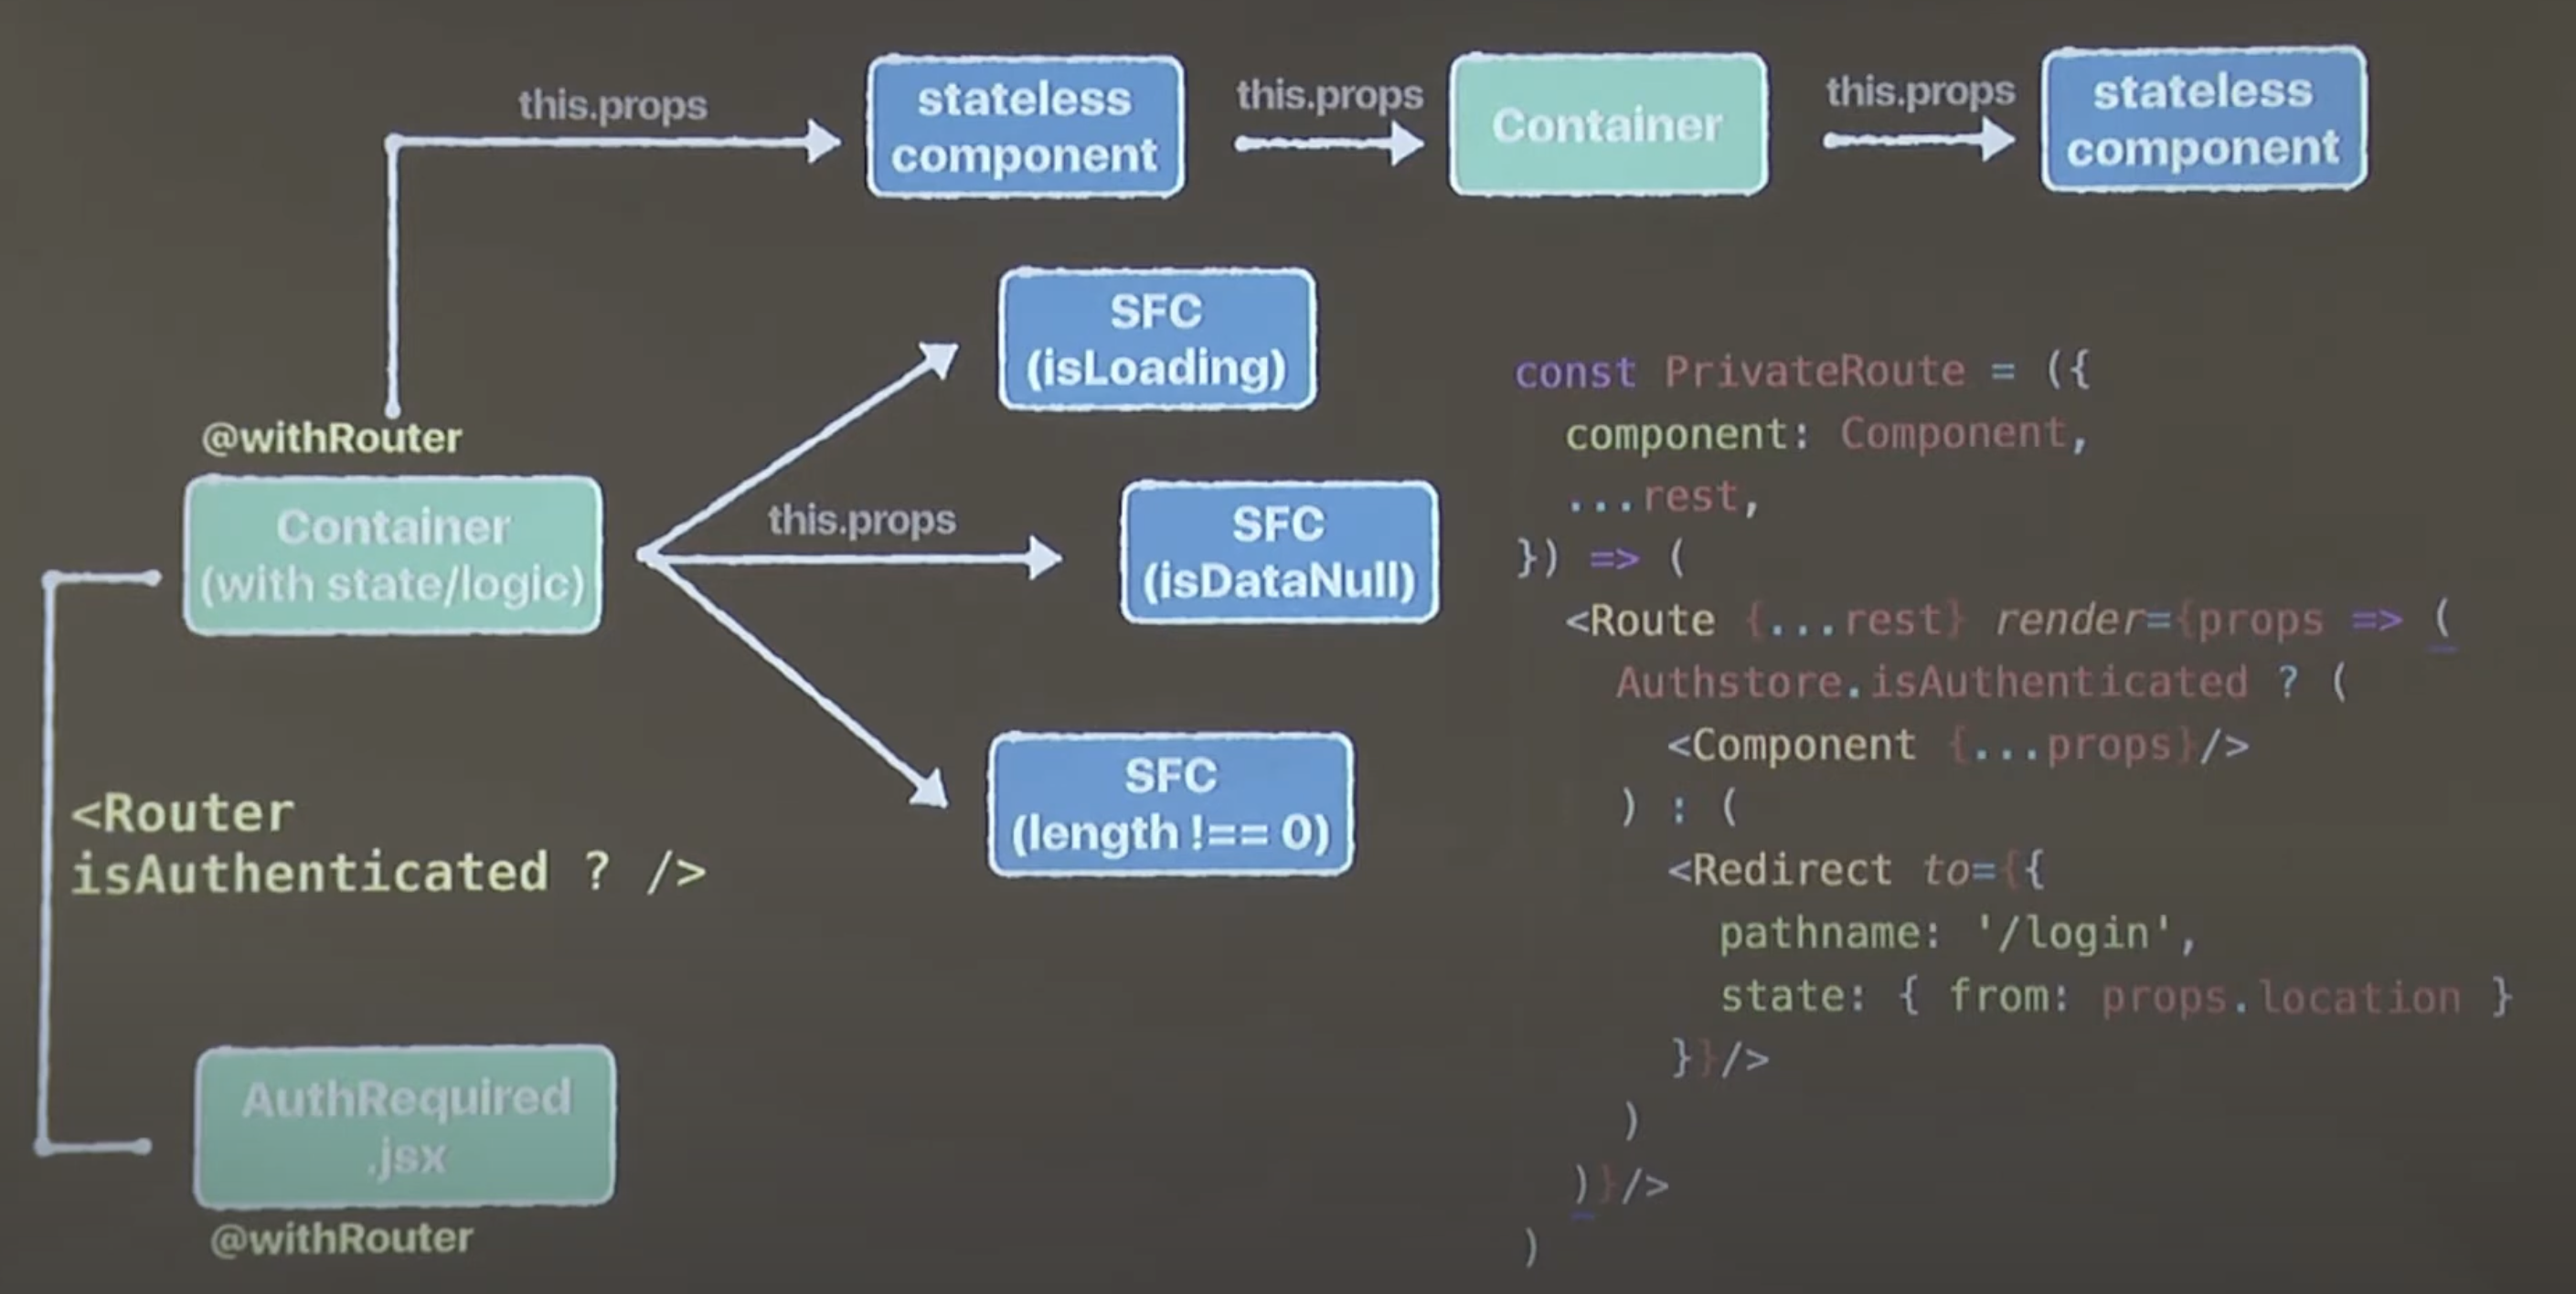 this.props
stateless
component
this.props
Container
this.props
stateless
component
@withRouter
Container
(with state/logic)
this.props
SFC
(isLoading)
SFC
(isDataNull)
SFC
(length !== 0)
<Router
isAuthenticated ? />
AuthRequired
.jsx
@withRouter
const PrivateRoute = ({
component: Component,
...rest,
}) => (
<Route {...rest} render={props => (
Authstore.isAuthenticated ? (
<Component {...props}/>
) : (
<Redirect to={{
pathname: '/login',
state: { from: props.location }
}}/>
)
)}/>
)